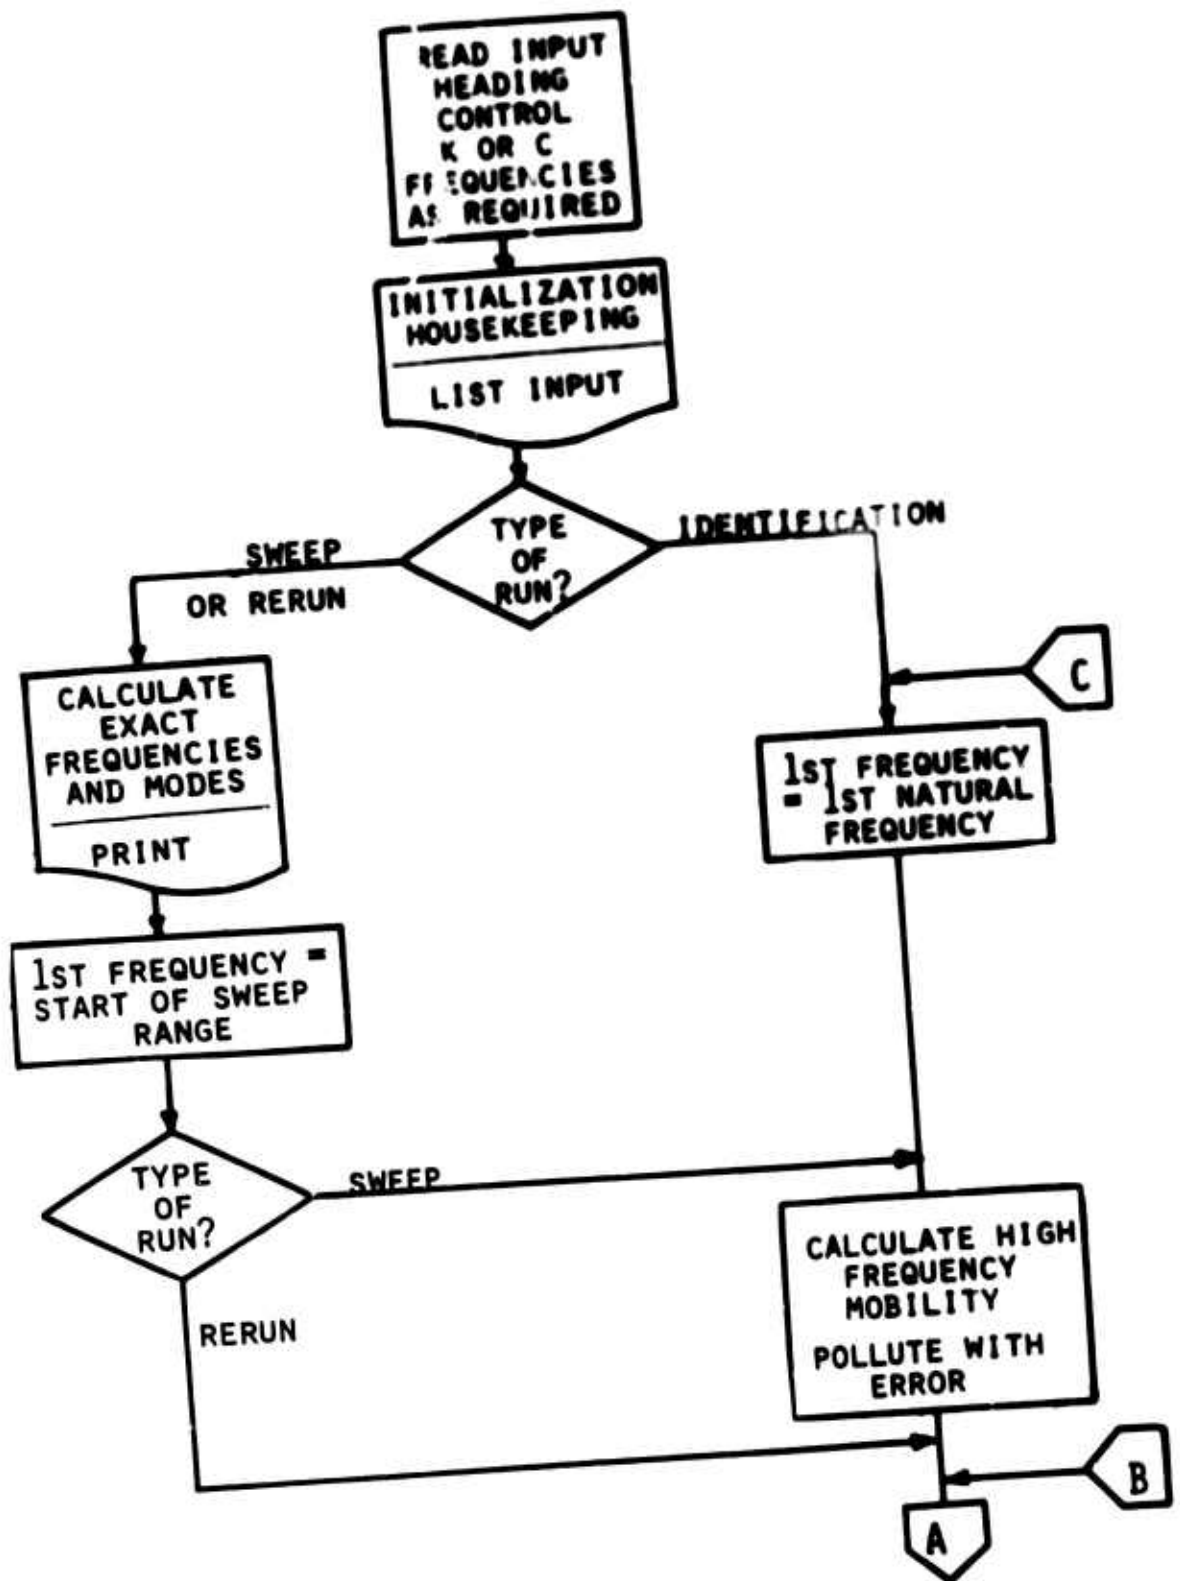 READ INPUT
HEADING
CONTROL
K OR C
FREQUENCIES
AS REQUIRED
INITIALIZATION
HOUSEKEEPING
LIST INPUT
TYPE
OF
RUN?
IDENTIFICATION
SWEEP
OR RERUN
C
CALCULATE
EXACT
FREQUENCIES
AND MODES
PRINT
1ST FREQUENCY
= 1ST NATURAL
FREQUENCY
1ST FREQUENCY =
START OF SWEEP
RANGE
TYPE
OF
RUN?
SWEEP
RERUN
CALCULATE HIGH
FREQUENCY
MOBILITY
POLLUTE WITH
ERROR
B
A